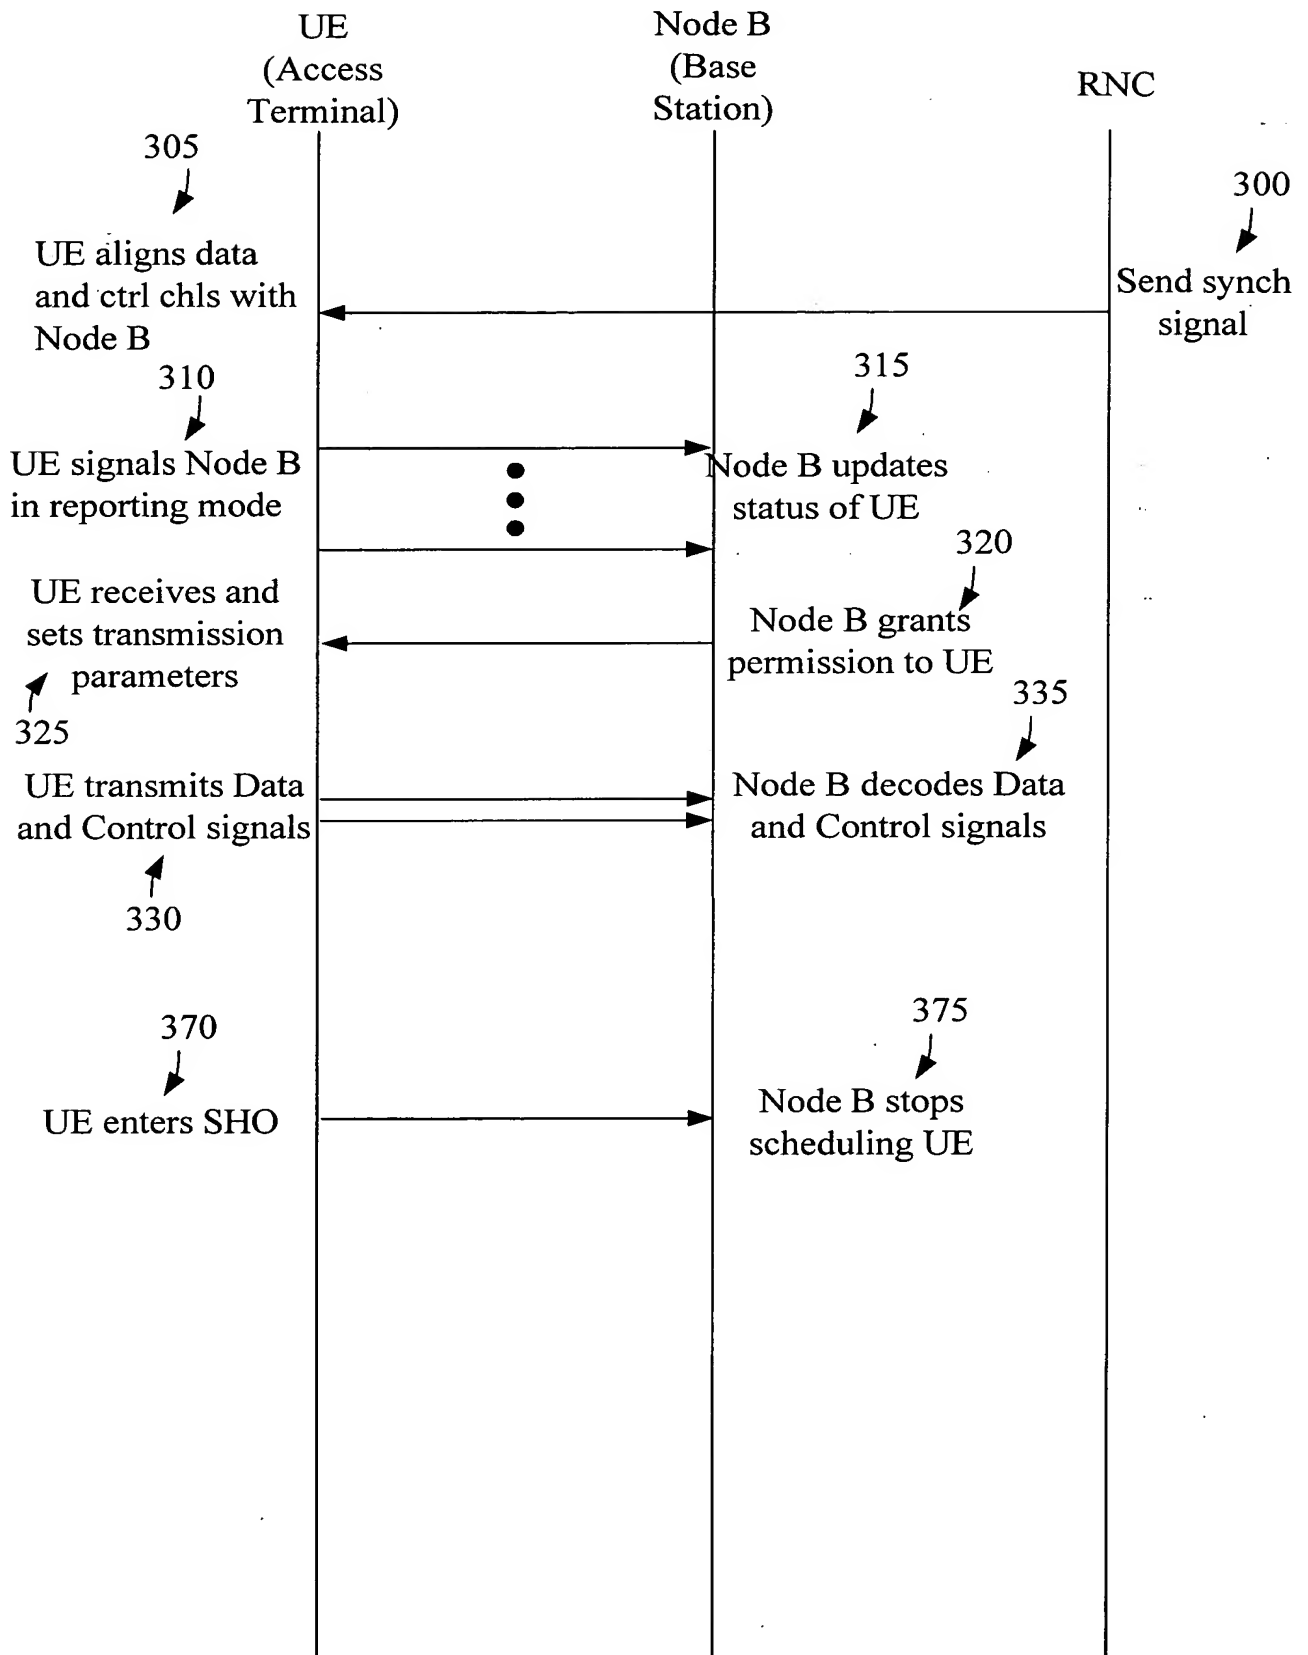 UE
(Access
Terminal)
Node B
(Base
Station)
RNC
305
300
UE aligns data
and ctrl chls with
Node B
Send synch
signal
310
315
UE signals Node B
in reporting mode
Node B updates
status of UE
320
UE receives and
sets transmission
parameters
Node B grants
permission to UE
325
335
UE transmits Data
and Control signals
Node B decodes Data
and Control signals
330
370
375
UE enters SHO
Node B stops
scheduling UE